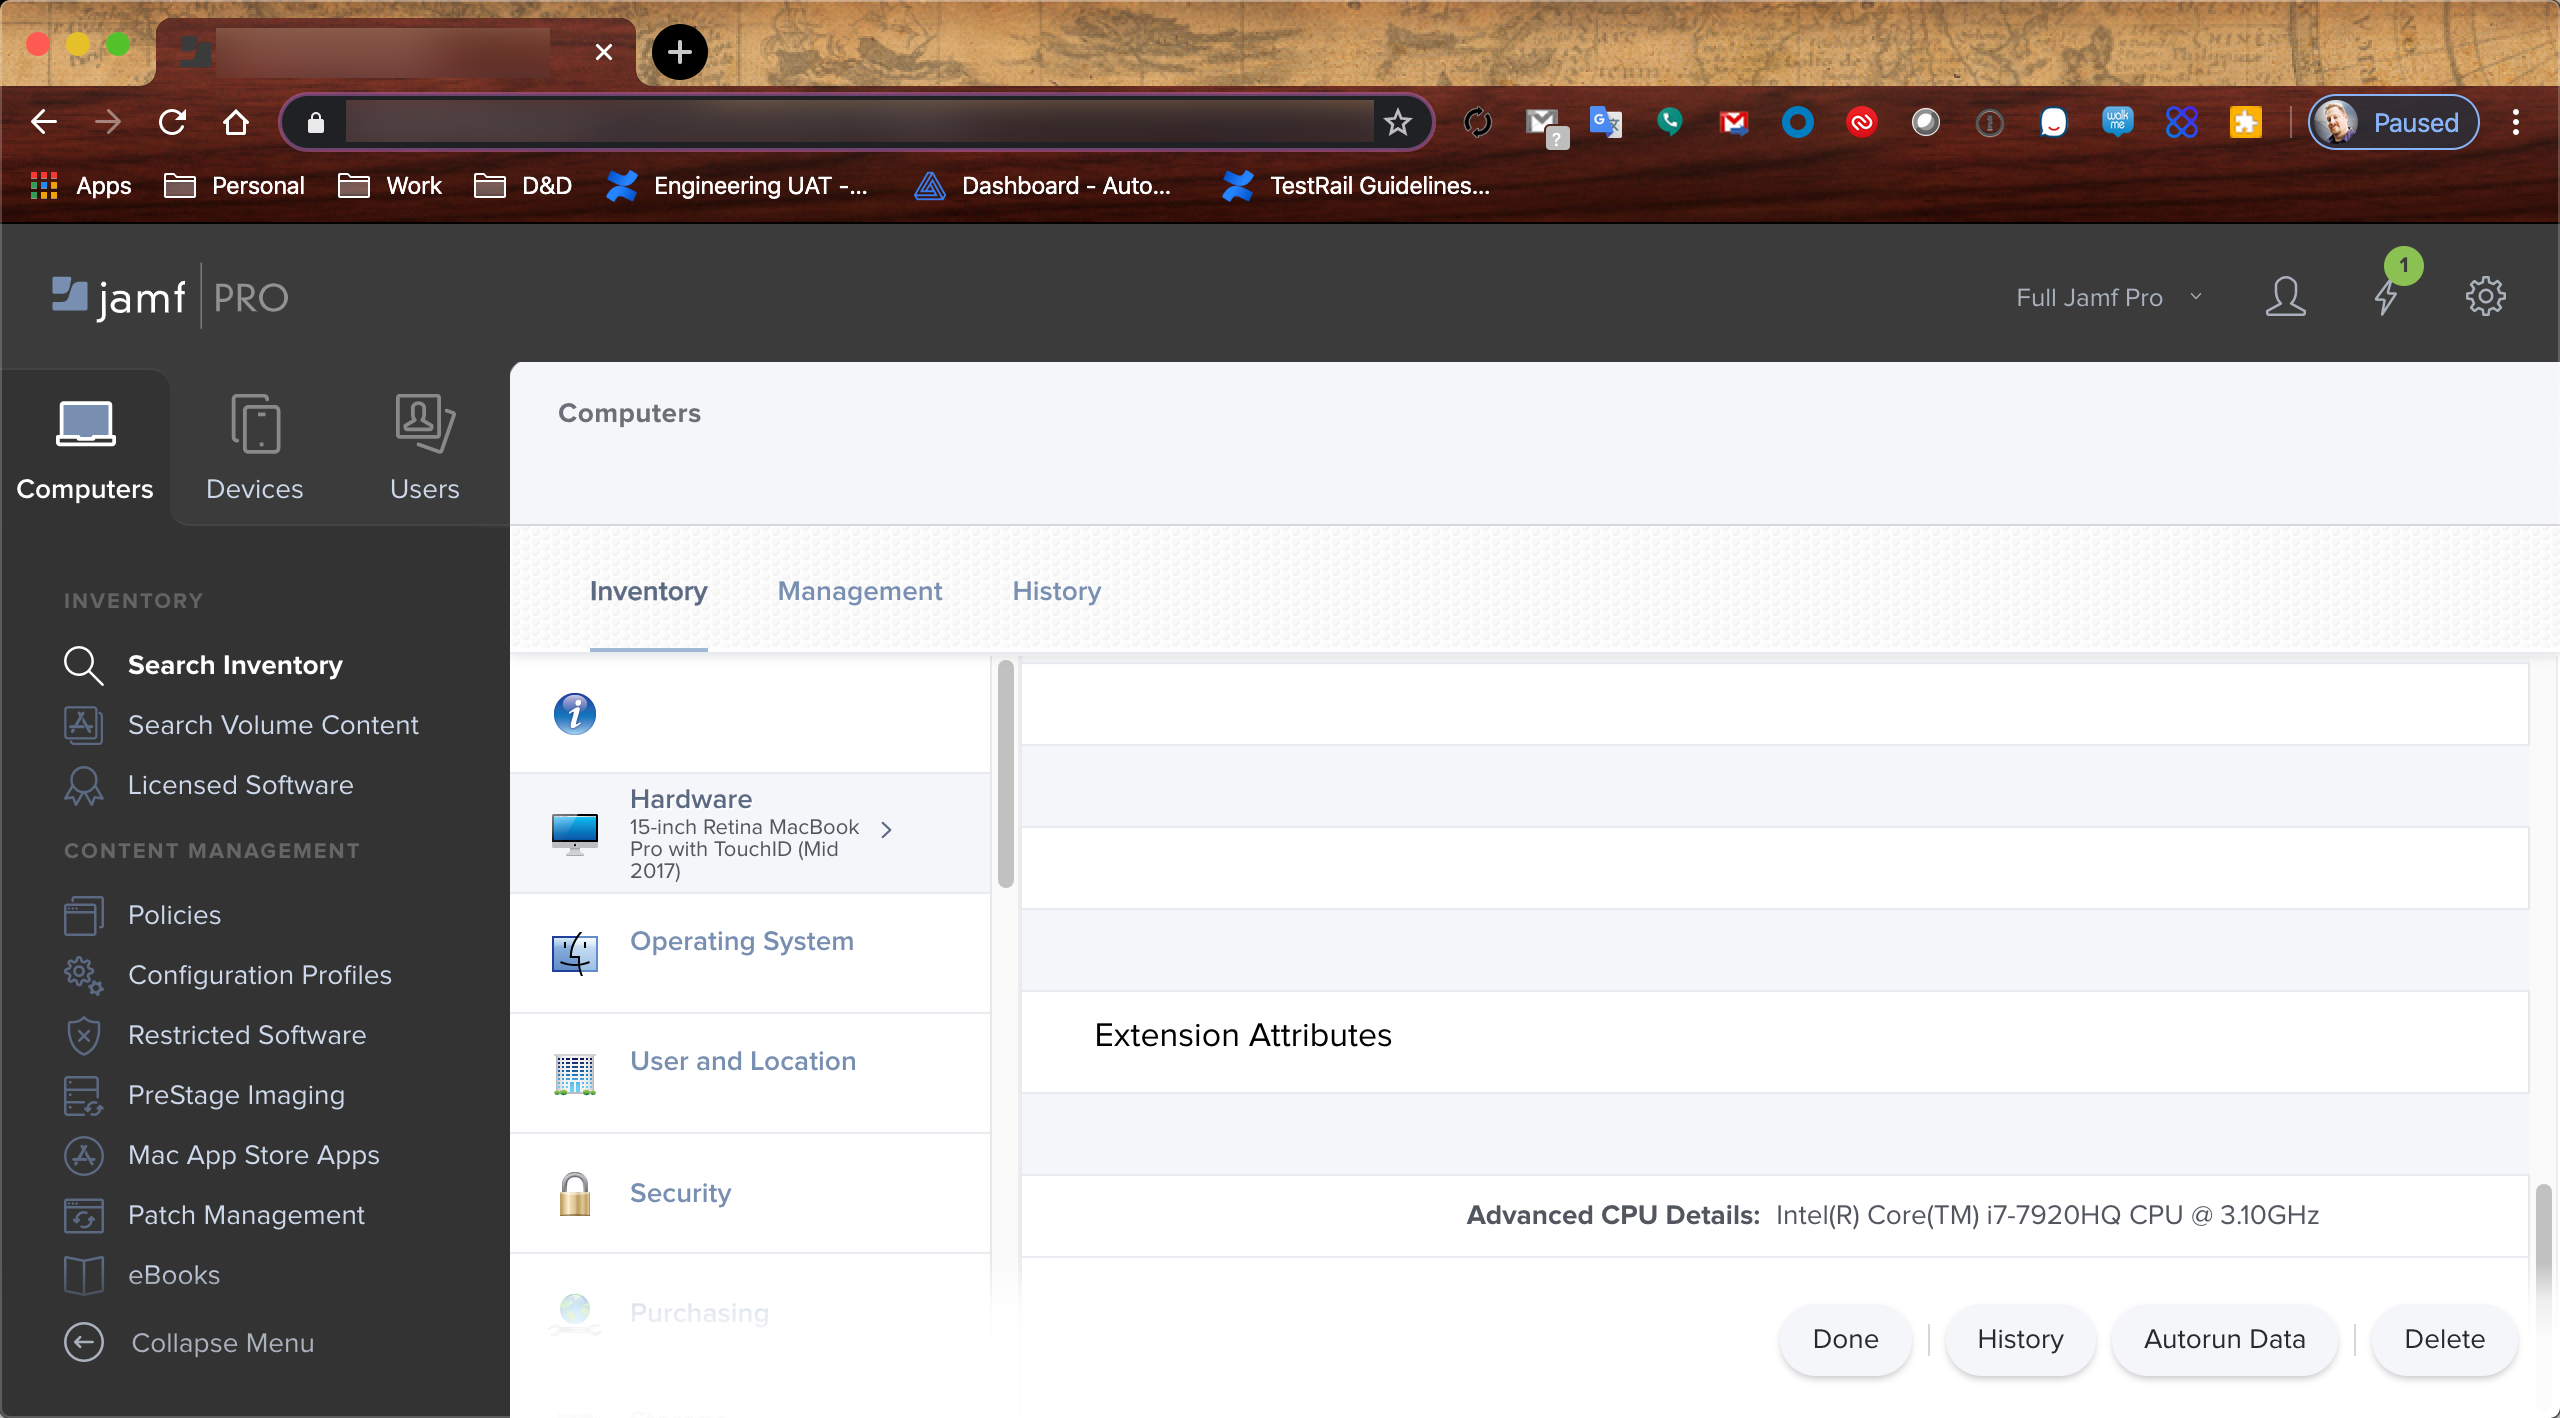 Paused
Apps
Personal
Work
D&D
Engineering UAT -...
Dashboard - Auto...
TestRail Guidelines...
jamf PRO
Full Jamf Pro
1
Computers
Devices
Users
Computers
Inventory
Management
History
INVENTORY
Search Inventory
Search Volume Content
Licensed Software
CONTENT MANAGEMENT
Policies
Configuration Profiles
Restricted Software
PreStage Imaging
Mac App Store Apps
Patch Management
eBooks
Collapse Menu
Hardware
15-inch Retina MacBook
Pro with TouchID (Mid
2017)
Operating System
User and Location
Security
Purchasing
Extension Attributes
Advanced CPU Details: Intel(R) Core(TM) i7-7920HQ CPU @ 3.10GHz
Done
History
Autorun Data
Delete